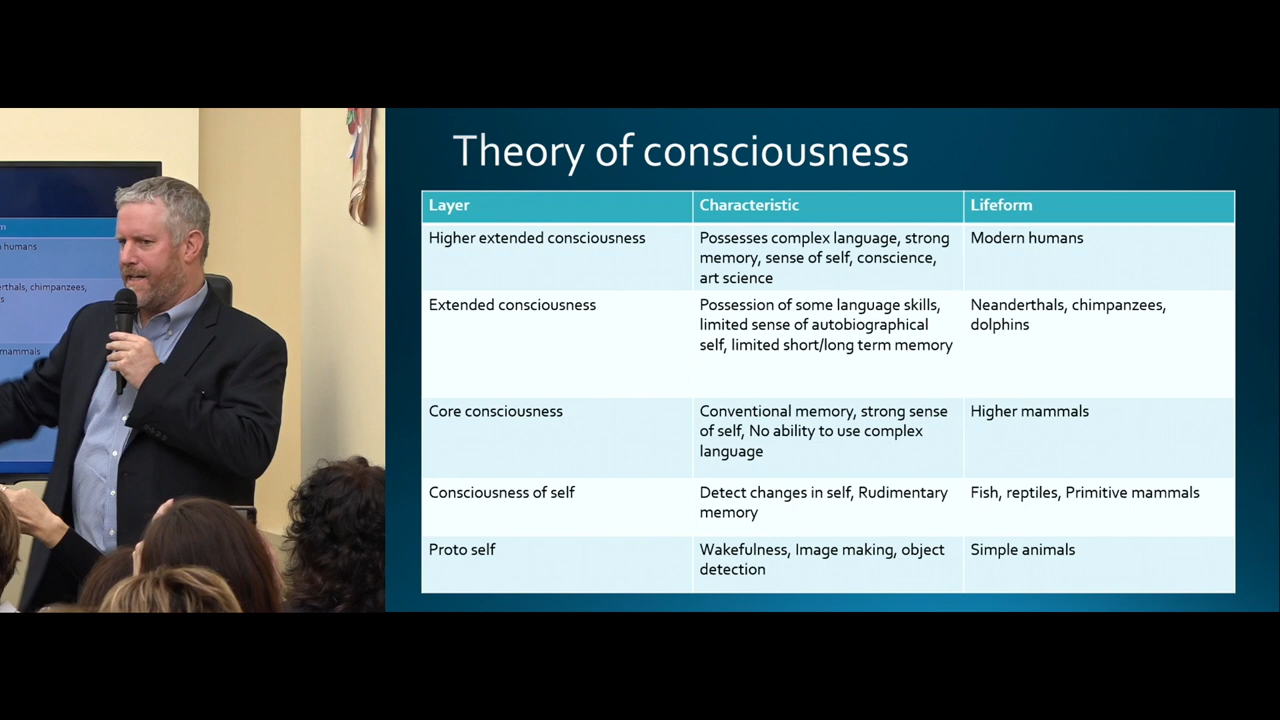 m
humans
erthals, chimpanzees,
s
mammals
Theory of consciousness
Layer
Characteristic
Lifeform
Higher extended consciousness
Possesses complex language, strong
memory, sense of self, conscience,
art science
Modern humans
Extended consciousness
Possession of some language skills,
limited sense of autobiographical
self, limited short/long term memory
Neanderthals, chimpanzees,
dolphins
Core consciousness
Conventional memory, strong sense
of self, No ability to use complex
language
Higher mammals
Consciousness of self
Detect changes in self, Rudimentary
memory
Fish, reptiles, Primitive mammals
Proto self
Wakefulness, Image making, object
detection
Simple animals